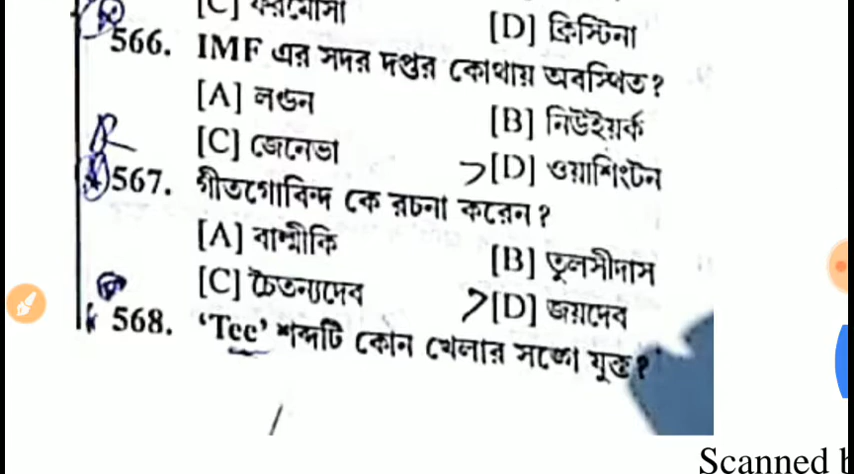 [C] ফরমোসা
[D] ক্রিস্টিনা
566. IMF এর সদর দপ্তর কোথায় অবস্থিত?
[A] লণ্ডন
[B] নিউইয়র্ক
[C] জেনেভা
[D] ওয়াশিংটন
567. গীতগোবিন্দ কে রচনা করেন?
[A] বাল্মীকি
[B] তুলসীদাস
[C] চৈতন্যদেব
[D] জয়দেব
568. ‘Tee’ শব্দটি কোন খেলার সঙ্গে যুক্ত?
Scanned